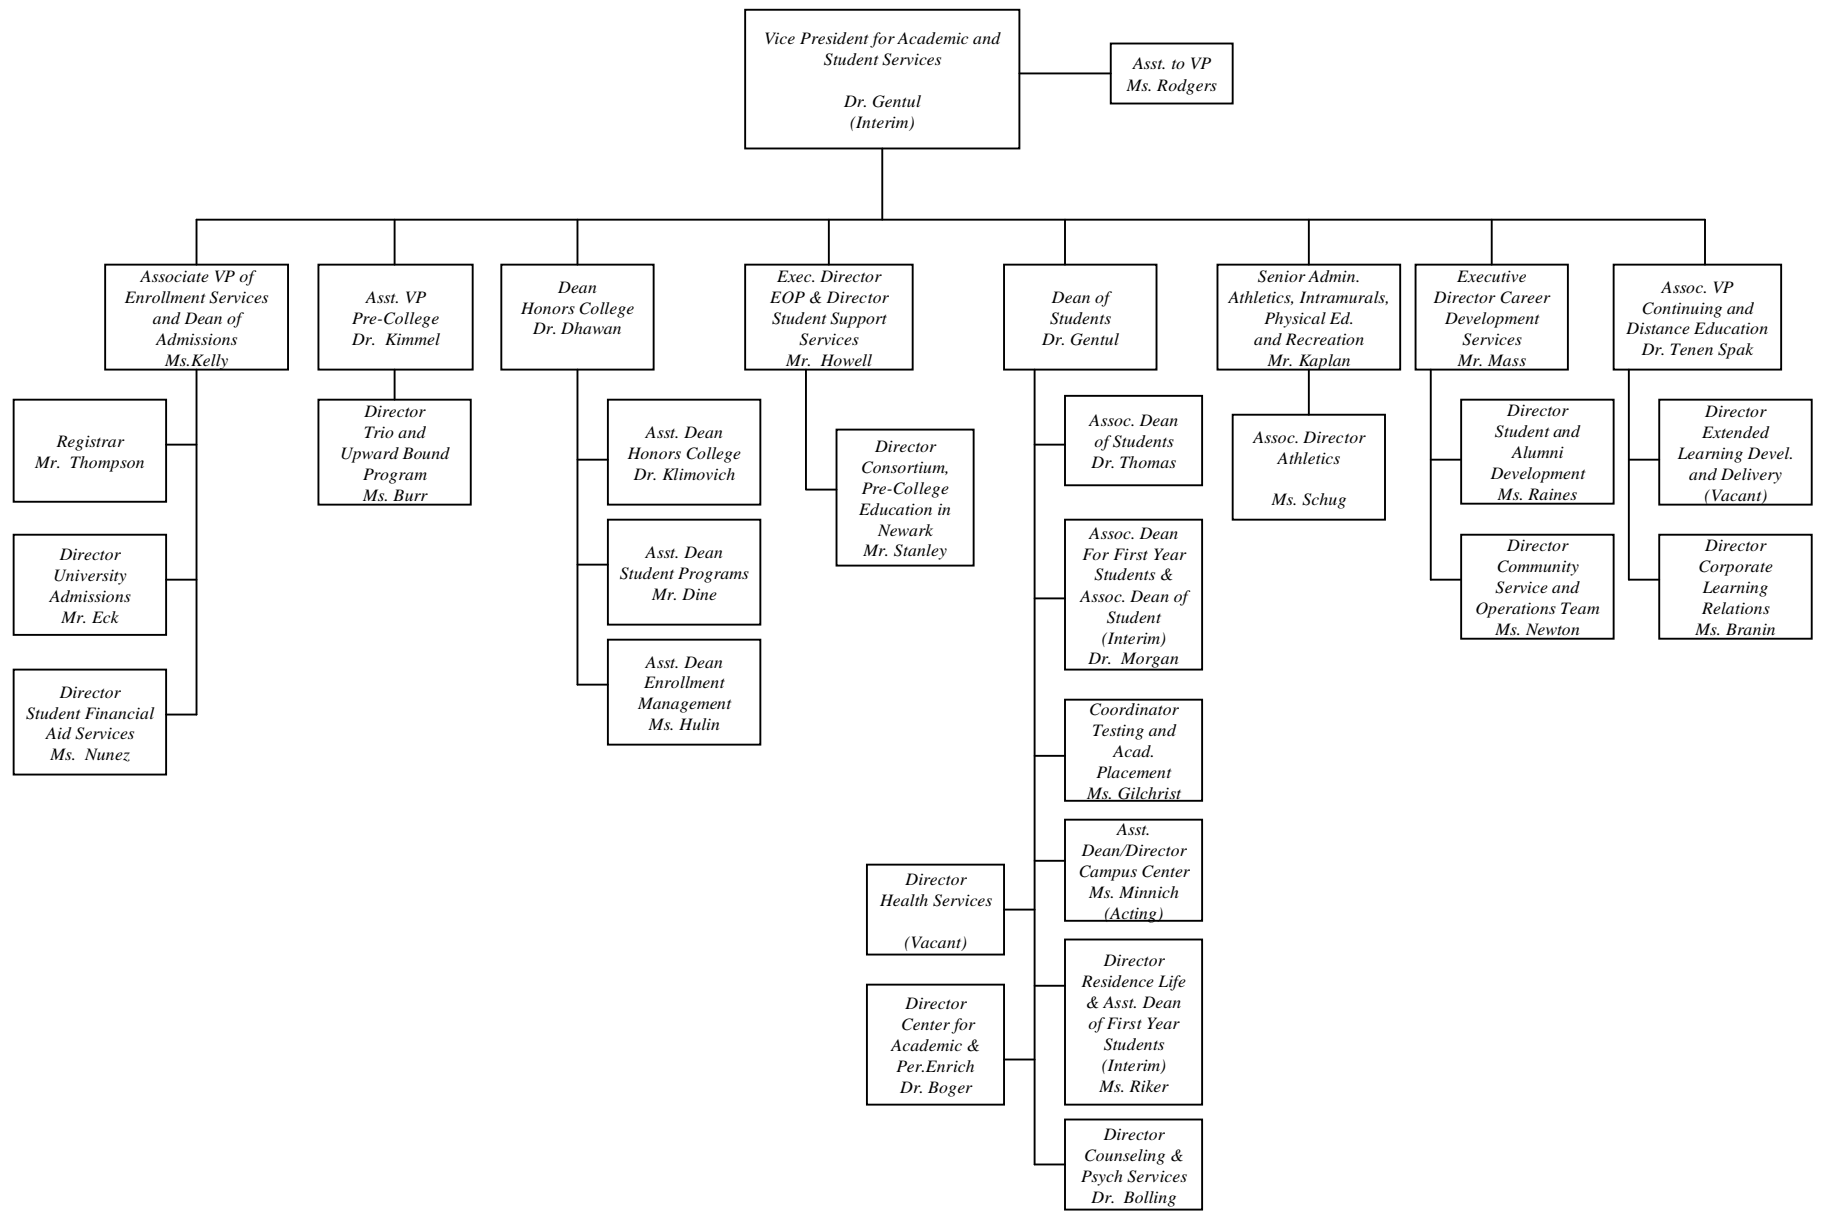 Vice President for Academic and
Student Services
Dr. Gentul
(Interim)
Asst. to VP
Ms. Rodgers
Associate VP of
Enrollment Services
and Dean of
Admissions
Ms.Kelly
Asst. VP
Pre-College
Dr. Kimmel
Dean
Honors College
Dr. Dhawan
Exec. Director
EOP & Director
Student Support
Services
Mr. Howell
Dean of
Students
Dr. Gentul
Senior Admin.
Athletics, Intramurals,
Physical Ed.
and Recreation
Mr. Kaplan
Executive
Director Career
Development
Services
Mr. Mass
Assoc. VP
Continuing and
Distance Education
Dr. Tenen Spak
Registrar
Mr. Thompson
Director
University
Admissions
Mr. Eck
Director
Student Financial
Aid Services
Ms. Nunez
Director
Trio and
Upward Bound
Program
Ms. Burr
Asst. Dean
Honors College
Dr. Klimovich
Asst. Dean
Student Programs
Mr. Dine
Asst. Dean
Enrollment
Management
Ms. Hulin
Director
Consortium,
Pre-College
Education in
Newark
Mr. Stanley
Assoc. Dean
of Students
Dr. Thomas
Assoc. Dean
For First Year
Students &
Assoc. Dean of
Student
(Interim)
Dr. Morgan
Coordinator
Testing and
Acad.
Placement
Ms. Gilchrist
Asst.
Dean/Director
Campus Center
Ms. Minnich
(Acting)
Director
Health Services
(Vacant)
Director
Residence Life
& Asst. Dean
of First Year
Students
(Interim)
Ms. Riker
Director
Center for
Academic &
Per.Enrich
Dr. Boger
Director
Counseling &
Psych Services
Dr. Bolling
Assoc. Director
Athletics
Ms. Schug
Director
Student and
Alumni
Development
Ms. Raines
Director
Community
Service and
Operations Team
Ms. Newton
Director
Extended
Learning Devel.
and Delivery
(Vacant)
Director
Corporate
Learning
Relations
Ms. Branin